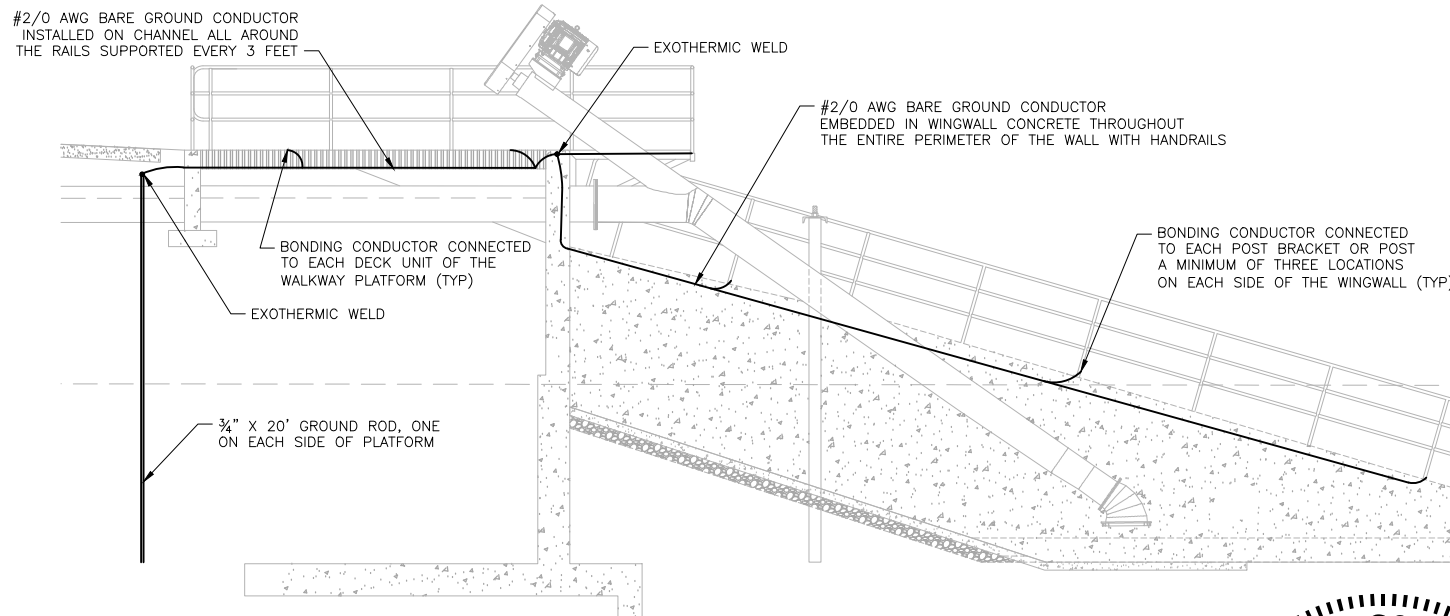 #2/0 AWG BARE GROUND CONDUCTOR
INSTALLED ON CHANNEL ALL AROUND
THE RAILS SUPPORTED EVERY 3 FEET
EXOTHERMIC WELD
#2/0 AWG BARE GROUND CONDUCTOR
EMBEDDED IN WINGWALL CONCRETE THROUGHOUT
THE ENTIRE PERIMETER OF THE WALL WITH HANDRAILS
BONDING CONDUCTOR CONNECTED
TO EACH DECK UNIT OF THE
WALKWAY PLATFORM (TYP)
BONDING CONDUCTOR CONNECTED
TO EACH POST BRACKET OR POST
A MINIMUM OF THREE LOCATIONS
ON EACH SIDE OF THE WINGWALL (TYP)
EXOTHERMIC WELD
¾" X 20' GROUND ROD, ONE
ON EACH SIDE OF PLATFORM